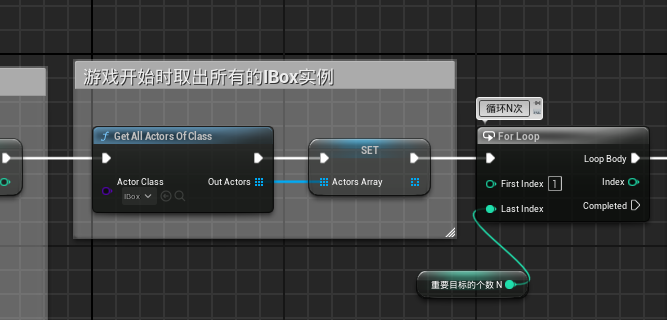 游戏开始时取出所有的IBox实例
循环N次
Get All Actors Of Class
SET
For Loop
Loop Body
Actor Class
Out Actors
Actors Array
First Index
1
Index
IBox
Last Index
Completed
重要目标的个数 N